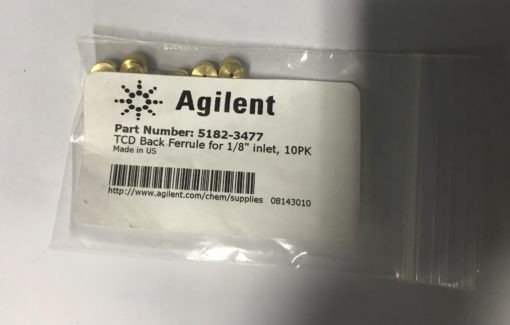 Agilent
Part Number: 5182-3477
TCD Back Ferrule for 1/8" inlet, 10PK
Made in US
http://www.agilent.com/chem/supplies 08143010